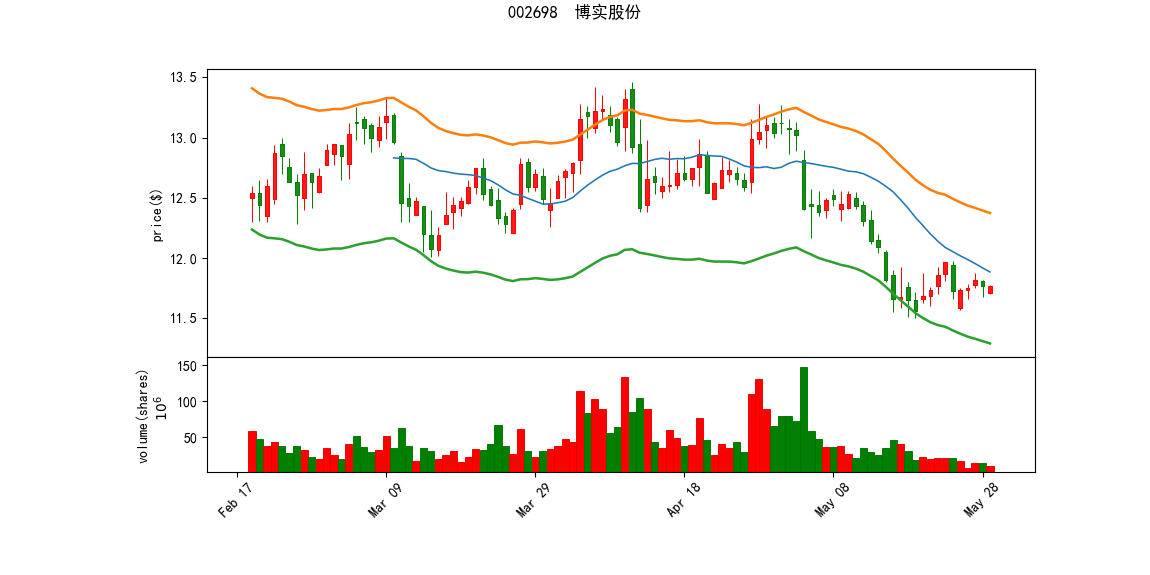 002698 博实股份
13.5
13.0
12.5
12.0
11.5
price($)
150
100
50
volume(shares)
10^6
Feb 17
Mar 09
Mar 29
Apr 18
May 08
May 28